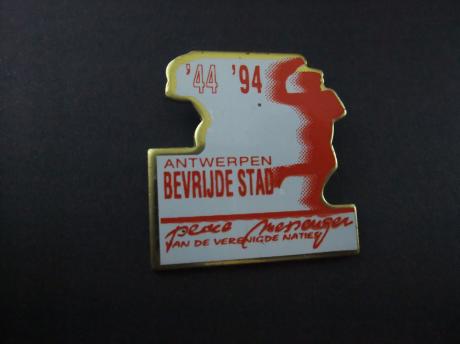 '44 '94
ANTWERPEN
BEVRIJDE STAD
peace messenger
VAN DE VERENIGDE NATIES